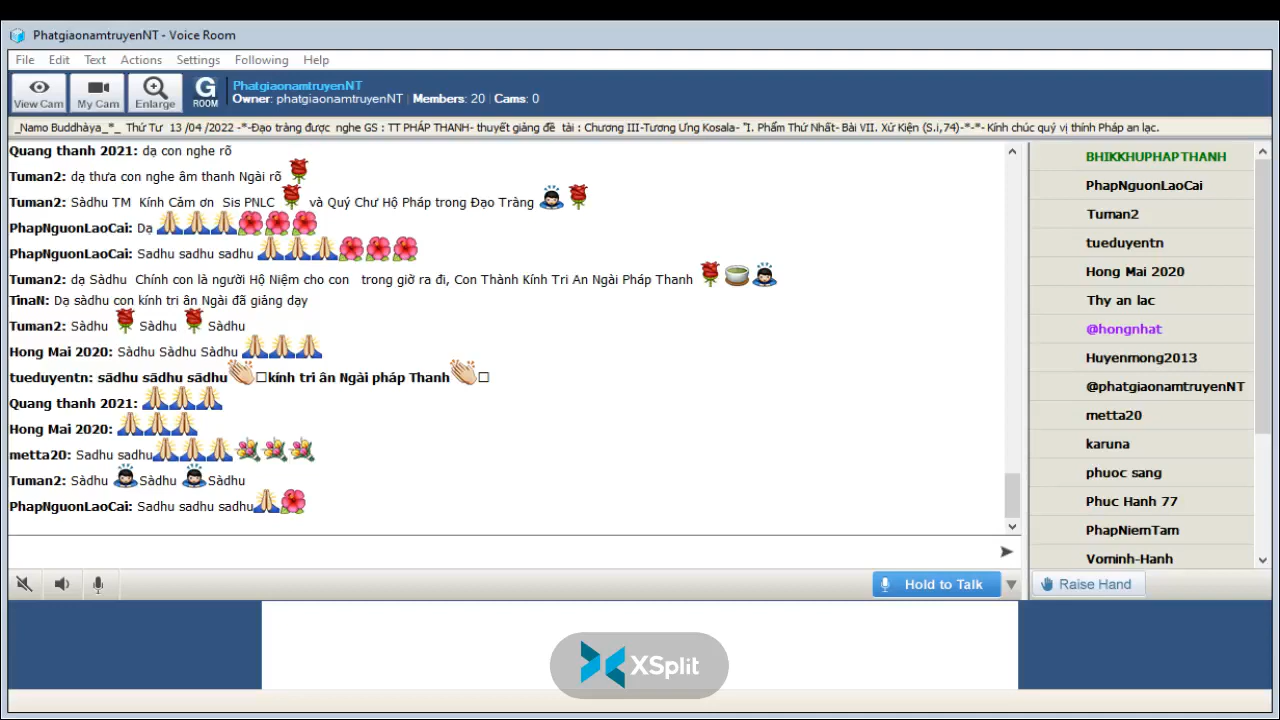 PhatgiaonamtruyenNT - Voice Room
File Edit Text Actions Settings Following Help
View Cam
My Cam
Enlarge
G
ROOM
PhatgiaonamtruyenNT
Owner: phatgiaonamtruyenNT | Members: 20 | Cams: 0
_Namo Buddhàya_*_ Thứ Tư 13 /04 /2022 -*-Đạo tràng được nghe GS : TT PHÁP THANH- thuyết giảng đề tài : Chương III-Tương Ưng Kosala- "I. Phẩm Thứ Nhất- Bài VII. Xử Kiện (S.i,74)-*-*- Kính chúc quý vị thính Pháp an lạc.
Quang thanh 2021: dạ con nghe rõ
Tuman2: dạ thưa con nghe âm thanh Ngài rõ
Tuman2: Sàdhu TM Kính Cảm ơn Sis PNLC và Quý Chư Hộ Pháp trong Đạo Tràng
PhapNguonLaoCai: Dạ
PhapNguonLaoCai: Sadhu sadhu sadhu
Tuman2: dạ Sàdhu Chính con là người Hộ Niệm cho con trong giờ ra đi, Con Thành Kính Tri An Ngài Pháp Thanh
TinaN: Dạ sàdhu con kính tri ân Ngài đã giảng dạy
Tuman2: Sàdhu Sàdhu Sàdhu
Hong Mai 2020: Sàdhu Sàdhu Sàdhu
tueduyentn: sādhu sādhu sādhu kính tri ân Ngài pháp Thanh
Quang thanh 2021:
Hong Mai 2020:
metta20: Sadhu sadhu
Tuman2: Sàdhu Sàdhu Sàdhu
PhapNguonLaoCai: Sadhu sadhu sadhu
Hold to Talk
BHIKKHUPHAPTHANH
PhapNguonLaoCai
Tuman2
tueduyentn
Hong Mai 2020
Thy an lac
@hongnhat
Huyenmong2013
@phatgiaonamtruyenNT
metta20
karuna
phuoc sang
Phuc Hanh 77
PhapNiemTam
Vominh-Hanh
Raise Hand
XSplit